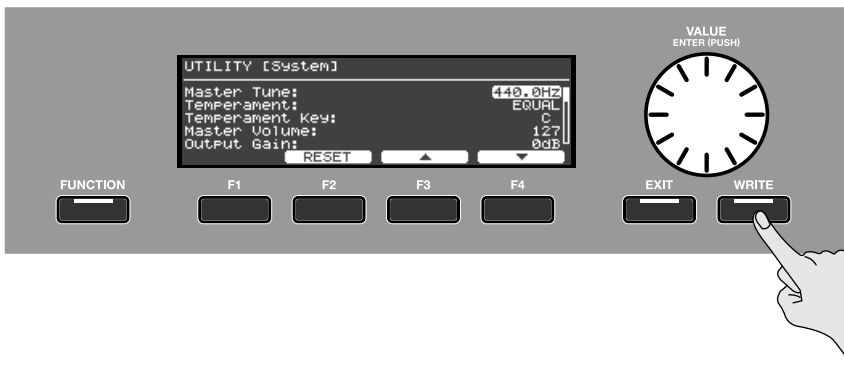 VALUE
ENTER (PUSH)
UTILITY [System]
Master Tune: 440.0Hz
Temperament: EQUAL
Temperament Key: C
Master Volume: 127
Output Gain: 0dB
RESET ▲ ▼
FUNCTION F1 F2 F3 F4 EXIT WRITE